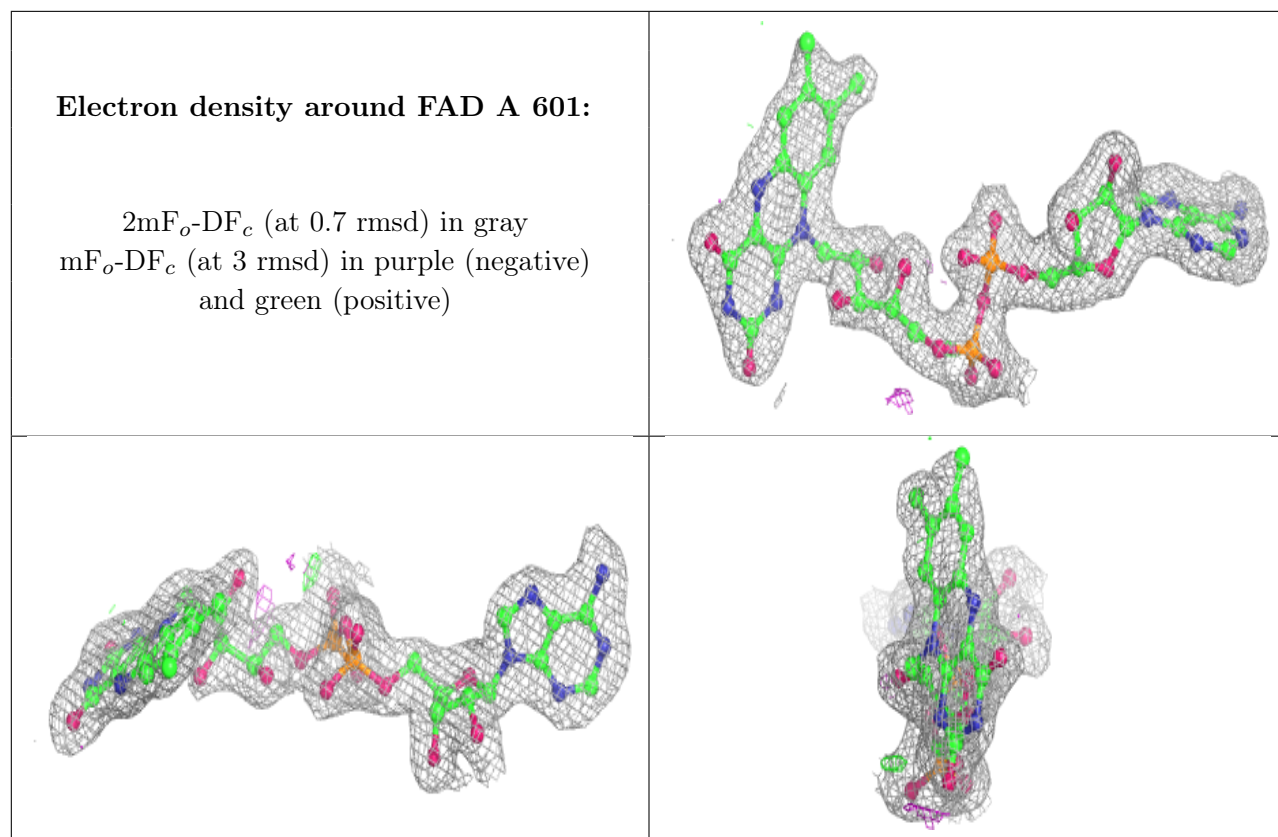 Electron density around FAD A 601:
2mFₒ-DF𝒸 (at 0.7 rmsd) in gray
mFₒ-DF𝒸 (at 3 rmsd) in purple (negative)
and green (positive)